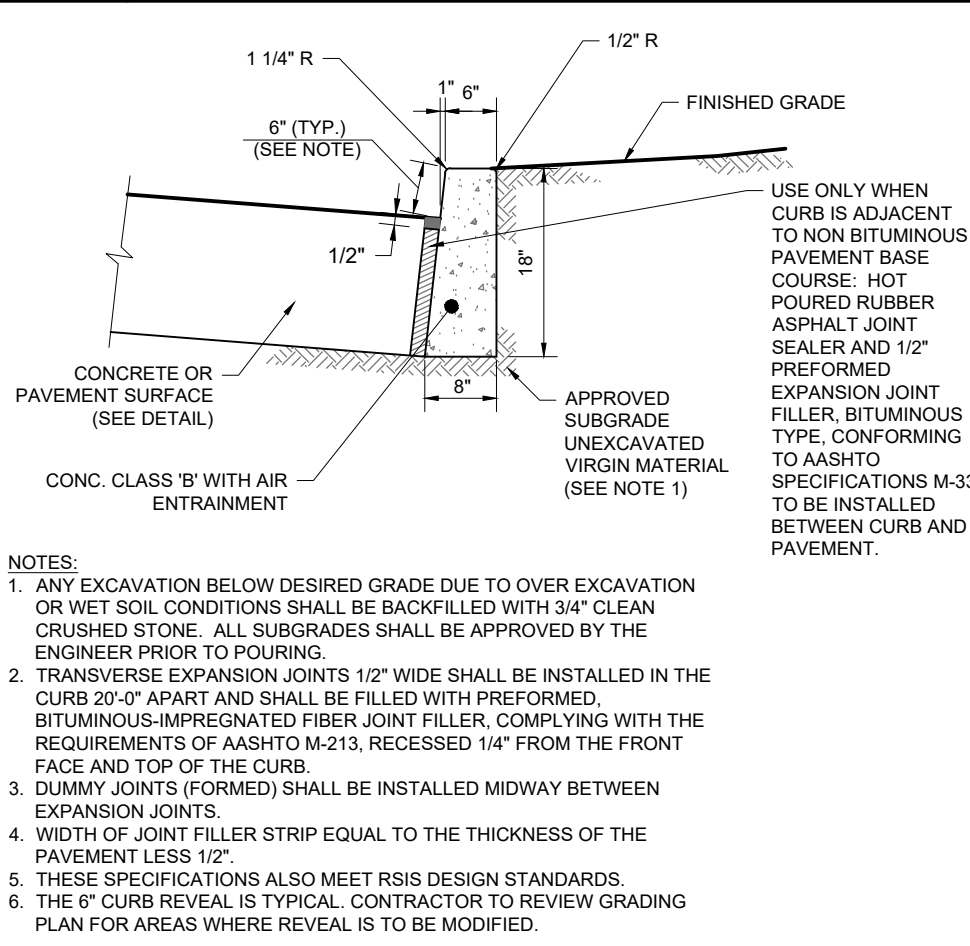 1 1/4" R
1/2" R
1" 6"
FINISHED GRADE
6" (TYP.)
(SEE NOTE)
1/2"
18"
8"
USE ONLY WHEN
CURB IS ADJACENT
TO NON BITUMINOUS
PAVEMENT BASE
COURSE: HOT
POURED RUBBER
ASPHALT JOINT
SEALER AND 1/2"
PREFORMED
EXPANSION JOINT
FILLER, BITUMINOUS
TYPE, CONFORMING
TO AASHTO
SPECIFICATIONS M-33
TO BE INSTALLED
BETWEEN CURB AND
PAVEMENT.
CONCRETE OR
PAVEMENT SURFACE
(SEE DETAIL)
CONC. CLASS 'B' WITH AIR
ENTRAINMENT
APPROVED
SUBGRADE
UNEXCAVATED
VIRGIN MATERIAL
(SEE NOTE 1)
NOTES:
1. ANY EXCAVATION BELOW DESIRED GRADE DUE TO OVER EXCAVATION
OR WET SOIL CONDITIONS SHALL BE BACKFILLED WITH 3/4" CLEAN
CRUSHED STONE. ALL SUBGRADES SHALL BE APPROVED BY THE
ENGINEER PRIOR TO POURING.
2. TRANSVERSE EXPANSION JOINTS 1/2" WIDE SHALL BE INSTALLED IN THE
CURB 20'-0" APART AND SHALL BE FILLED WITH PREFORMED,
BITUMINOUS-IMPREGNATED FIBER JOINT FILLER, COMPLYING WITH THE
REQUIREMENTS OF AASHTO M-213, RECESSED 1/4" FROM THE FRONT
FACE AND TOP OF THE CURB.
3. DUMMY JOINTS (FORMED) SHALL BE INSTALLED MIDWAY BETWEEN
EXPANSION JOINTS.
4. WIDTH OF JOINT FILLER STRIP EQUAL TO THE THICKNESS OF THE
PAVEMENT LESS 1/2".
5. THESE SPECIFICATIONS ALSO MEET RSIS DESIGN STANDARDS.
6. THE 6" CURB REVEAL IS TYPICAL. CONTRACTOR TO REVIEW GRADING
PLAN FOR AREAS WHERE REVEAL IS TO BE MODIFIED.